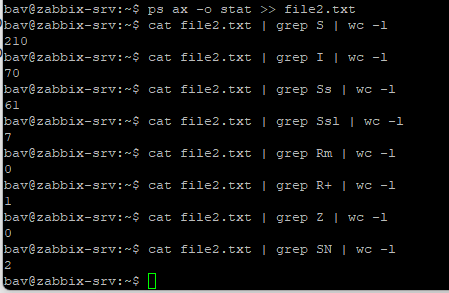 bav@zabbix-srv:~$ ps ax -o stat >> file2.txt
bav@zabbix-srv:~$ cat file2.txt | grep S | wc -l
210
bav@zabbix-srv:~$ cat file2.txt | grep I | wc -l
70
bav@zabbix-srv:~$ cat file2.txt | grep Ss | wc -l
61
bav@zabbix-srv:~$ cat file2.txt | grep Ssl | wc -l
7
bav@zabbix-srv:~$ cat file2.txt | grep Rm | wc -l
0
bav@zabbix-srv:~$ cat file2.txt | grep R+ | wc -l
1
bav@zabbix-srv:~$ cat file2.txt | grep Z | wc -l
0
bav@zabbix-srv:~$ cat file2.txt | grep SN | wc -l
2
bav@zabbix-srv:~$